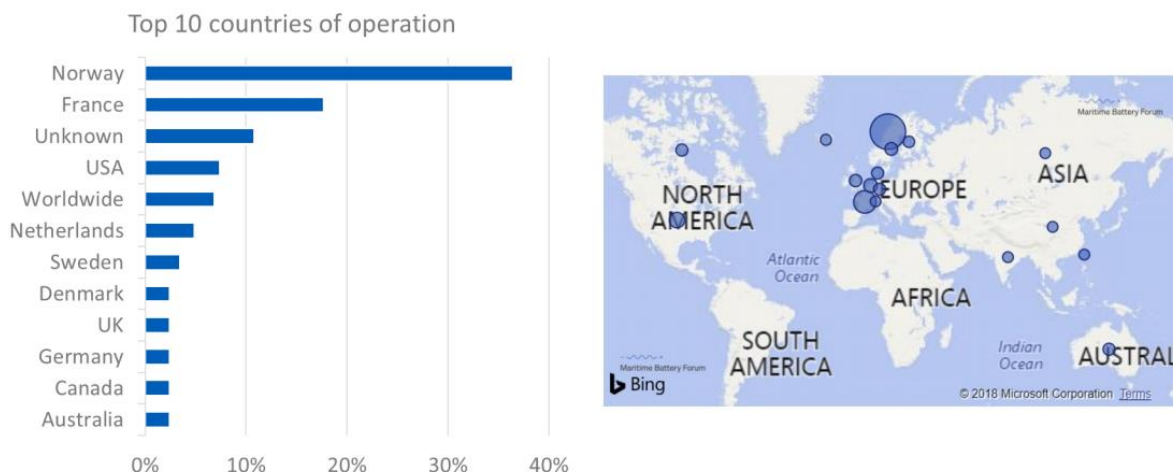 Top 10 countries of operation
Norway
France
Unknown
USA
Worldwide
Netherlands
Sweden
Denmark
UK
Germany
Canada
Australia
0%
10%
20%
30%
40%
Maritime Battery Forum
NORTH
AMERICA
EUROPE
ASIA
Atlantic
Ocean
AFRICA
SOUTH
AMERICA
Indian
Ocean
AUSTRAL
Maritime Battery Forum
Bing
© 2018 Microsoft Corporation Terms